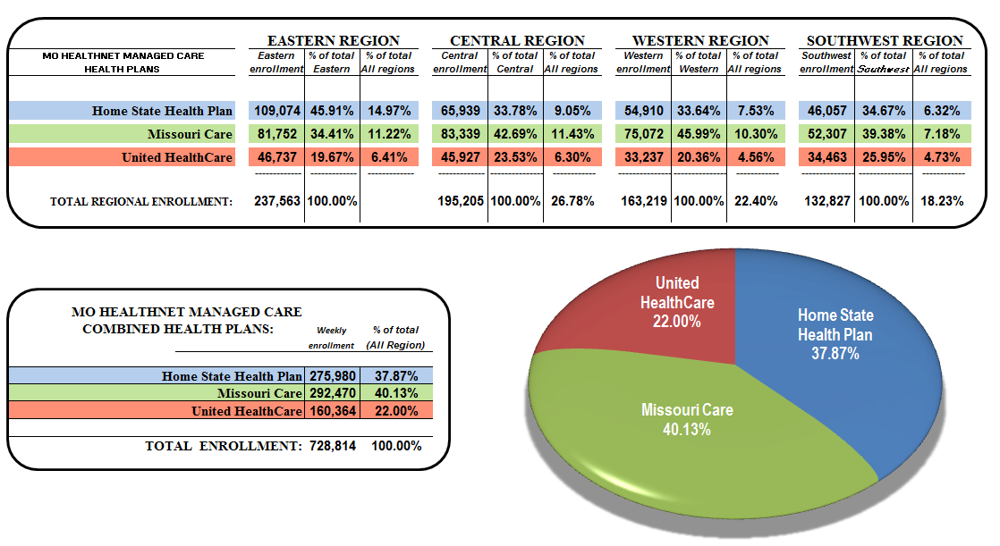 EASTERN REGION CENTRAL REGION WESTERN REGION SOUTHWEST REGION
MO HEALTHNET MANAGED CARE Eastern % of total % of total Central % of total % of total Western % of total % of total Southwest % of total % of total
HEALTH PLANS enrollment Eastern All regions enrollment Central All regions enrollment Western All regions enrollment Southwest All regions
Home State Health Plan 109,074 45.91% 14.97% 65,939 33.78% 9.05% 54,910 33.64% 7.53% 46,057 34.67% 6.32%
Missouri Care 81,752 34.41% 11.22% 83,339 42.69% 11.43% 75,072 45.99% 10.30% 52,307 39.38% 7.18%
United HealthCare 46,737 19.67% 6.41% 45,927 23.53% 6.30% 33,237 20.36% 4.56% 34,463 25.95% 4.73%
TOTAL REGIONAL ENROLLMENT: 237,563 100.00% 195,205 100.00% 26.78% 163,219 100.00% 22.40% 132,827 100.00% 18.23%
MO HEALTHNET MANAGED CARE
COMBINED HEALTH PLANS: Weekly % of total
enrollment (All Region)
Home State Health Plan 275,980 37.87%
Missouri Care 292,470 40.13%
United HealthCare 160,364 22.00%
TOTAL ENROLLMENT: 728,814 100.00%
United
HealthCare
22.00%
Home State
Health Plan
37.87%
Missouri Care
40.13%